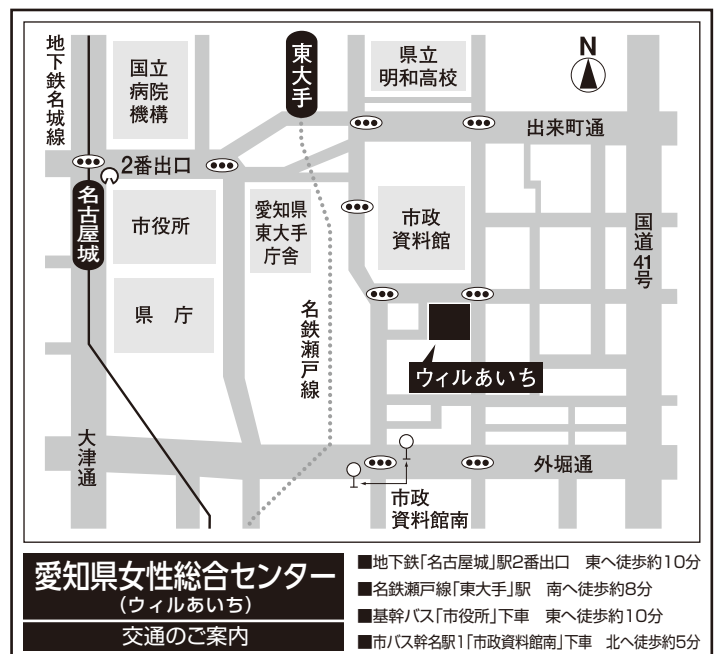 地下鉄名城線
国立
病院
機構
東大手
県立
明和高校
N
出来町通
2番出口
名古屋城
市役所
愛知県
東大手
庁舎
市政
資料館
国道41号
県 庁
名鉄瀬戸線
ウィルあいち
大津通
外堀通
市政
資料館南
愛知県女性総合センター
(ウィルあいち)
交通のご案内
■地下鉄「名古屋城」駅2番出口 東へ徒歩約10分
■名鉄瀬戸線「東大手」駅 南へ徒歩約8分
■基幹バス「市役所」下車 東へ徒歩約10分
■市バス幹名駅1「市政資料館南」下車 北へ徒歩約5分